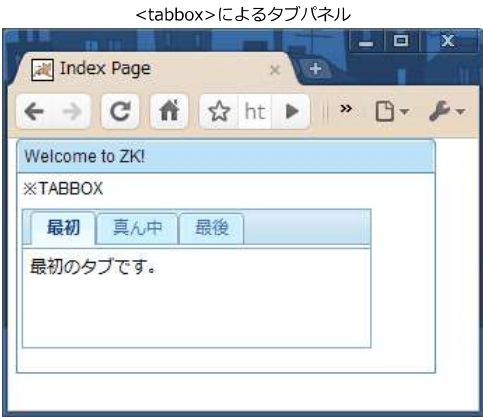 <tabbox>によるタブパネル
Index Page
ht
Welcome to ZK!
※TABBOX
最初 真ん中 最後
最初のタブです。